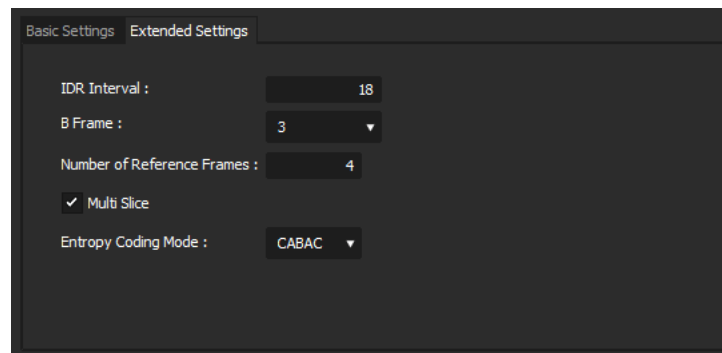 Basic Settings Extended Settings
IDR Interval : 18
B Frame : 3
Number of Reference Frames : 4
Multi Slice
Entropy Coding Mode : CABAC